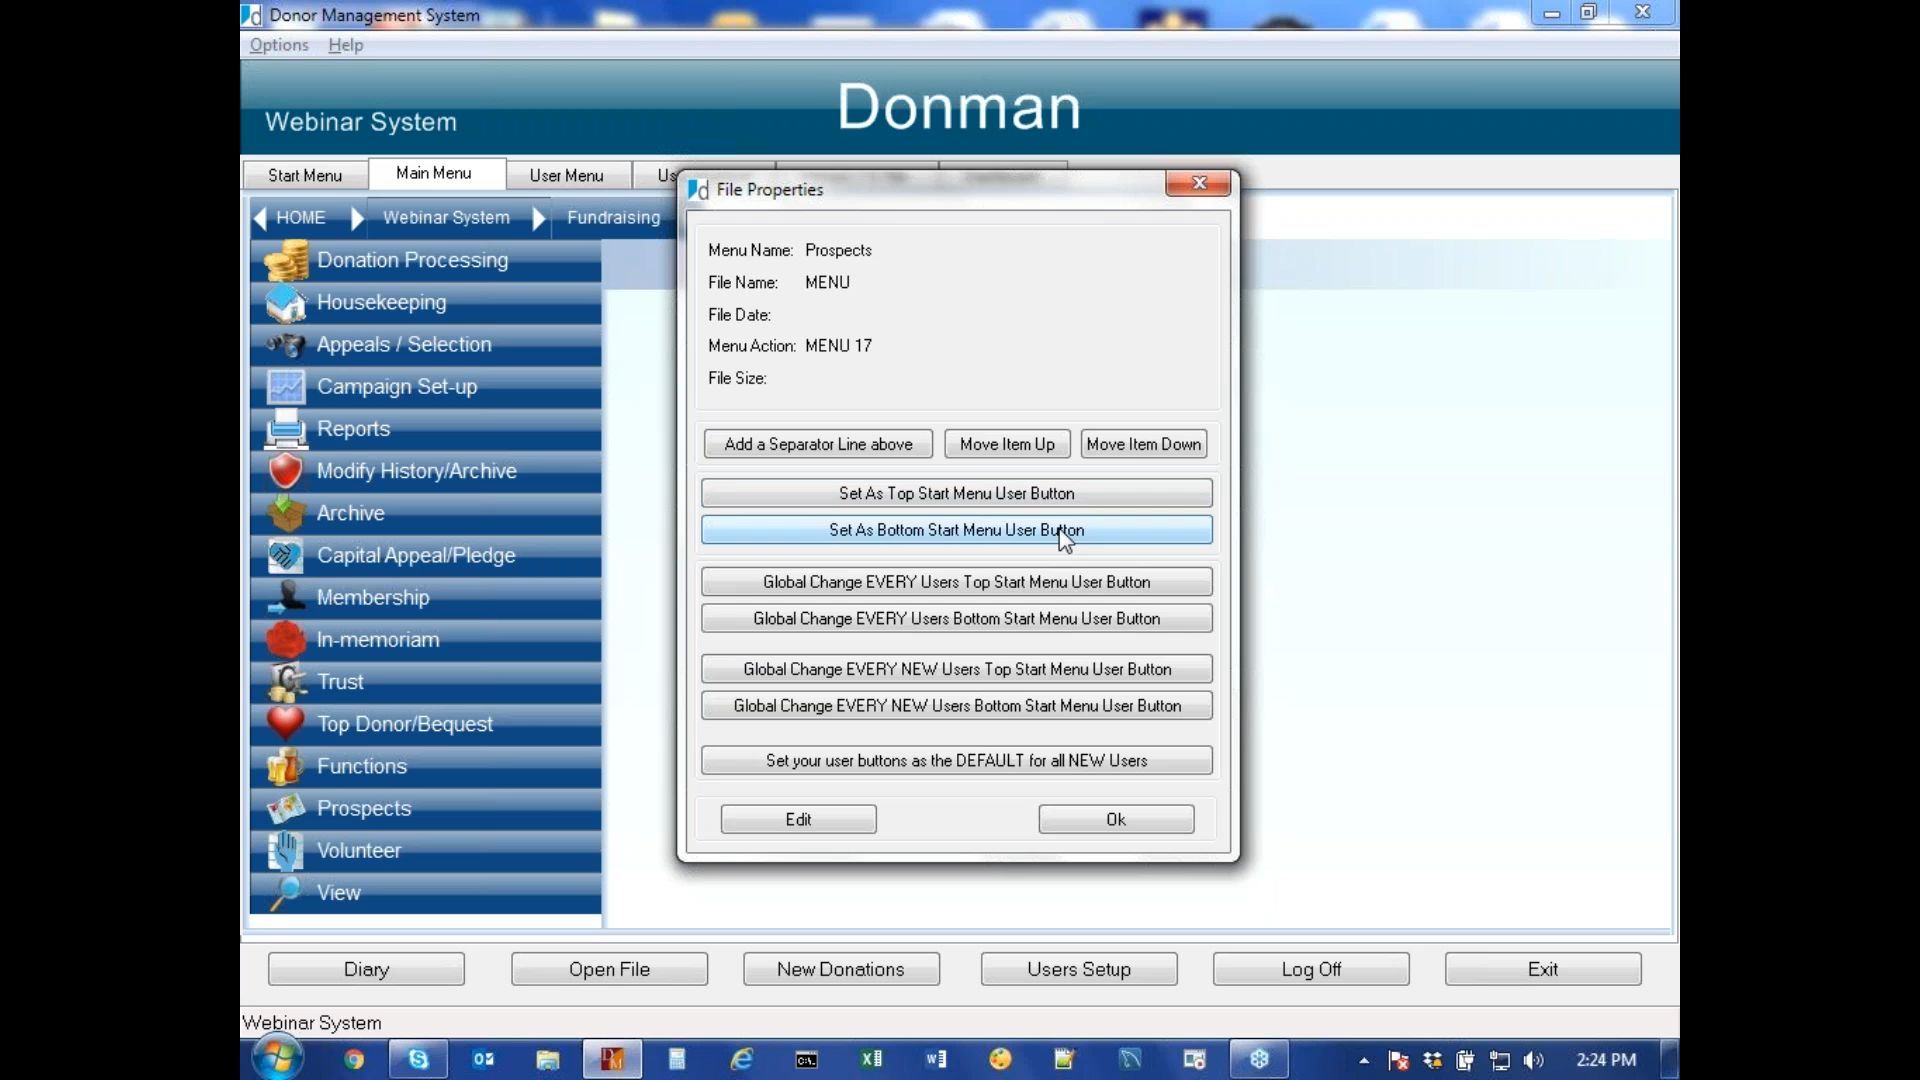 Donor Management System
Options Help
Donman
Webinar System
Start Menu Main Menu User Menu Us
File Properties
HOME Webinar System Fundraising
Menu Name: Prospects
File Name: MENU
File Date:
Menu Action: MENU 17
File Size:
Add a Separator Line above Move Item Up Move Item Down
Set As Top Start Menu User Button
Set As Bottom Start Menu User Button
Global Change EVERY Users Top Start Menu User Button
Global Change EVERY Users Bottom Start Menu User Button
Global Change EVERY NEW Users Top Start Menu User Button
Global Change EVERY NEW Users Bottom Start Menu User Button
Set your user buttons as the DEFAULT for all NEW Users
Edit Ok
Donation Processing
Housekeeping
Appeals / Selection
Campaign Set-up
Reports
Modify History/Archive
Archive
Capital Appeal/Pledge
Membership
In-memoriam
Trust
Top Donor/Bequest
Functions
Prospects
Volunteer
View
Diary Open File New Donations Users Setup Log Off Exit
Webinar System
2:24 PM